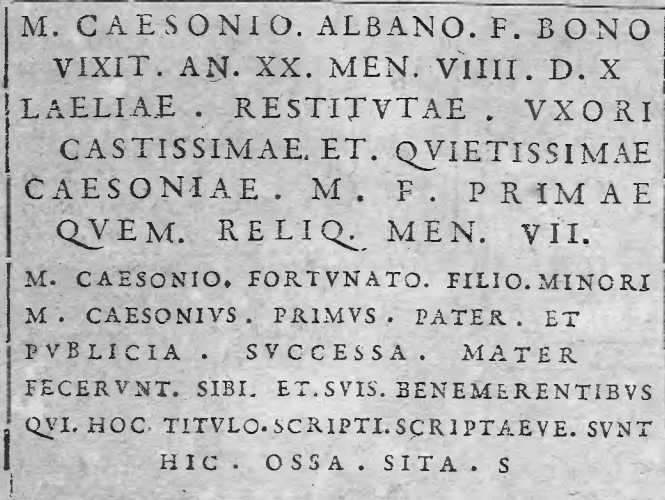 M. CAESONIO. ALBANO. F. BONO
VIXIT. AN. XX. MEN. VIIII. D. X
LAELIAE . RESTITVTAE . VXORI
CASTISSIMAE. ET. QVIETISSIMAE
CAESONIAE . M . F . PRIMAE
QVEM. RELIQ. MEN. VII.
M. CAESONIO. FORTVNATO. FILIO. MINORI
M . CAESONIVS . PRIMVS . PATER . ET
PVBLICIA . SVCCESSA . MATER
FECERVNT. SIBI. ET. SVIS. BENEMERENTIBVS
QVI. HOC. TITVLO. SCRIPTI. SCRIPTAEVE. SVNT
HIC . OSSA . SITA . S